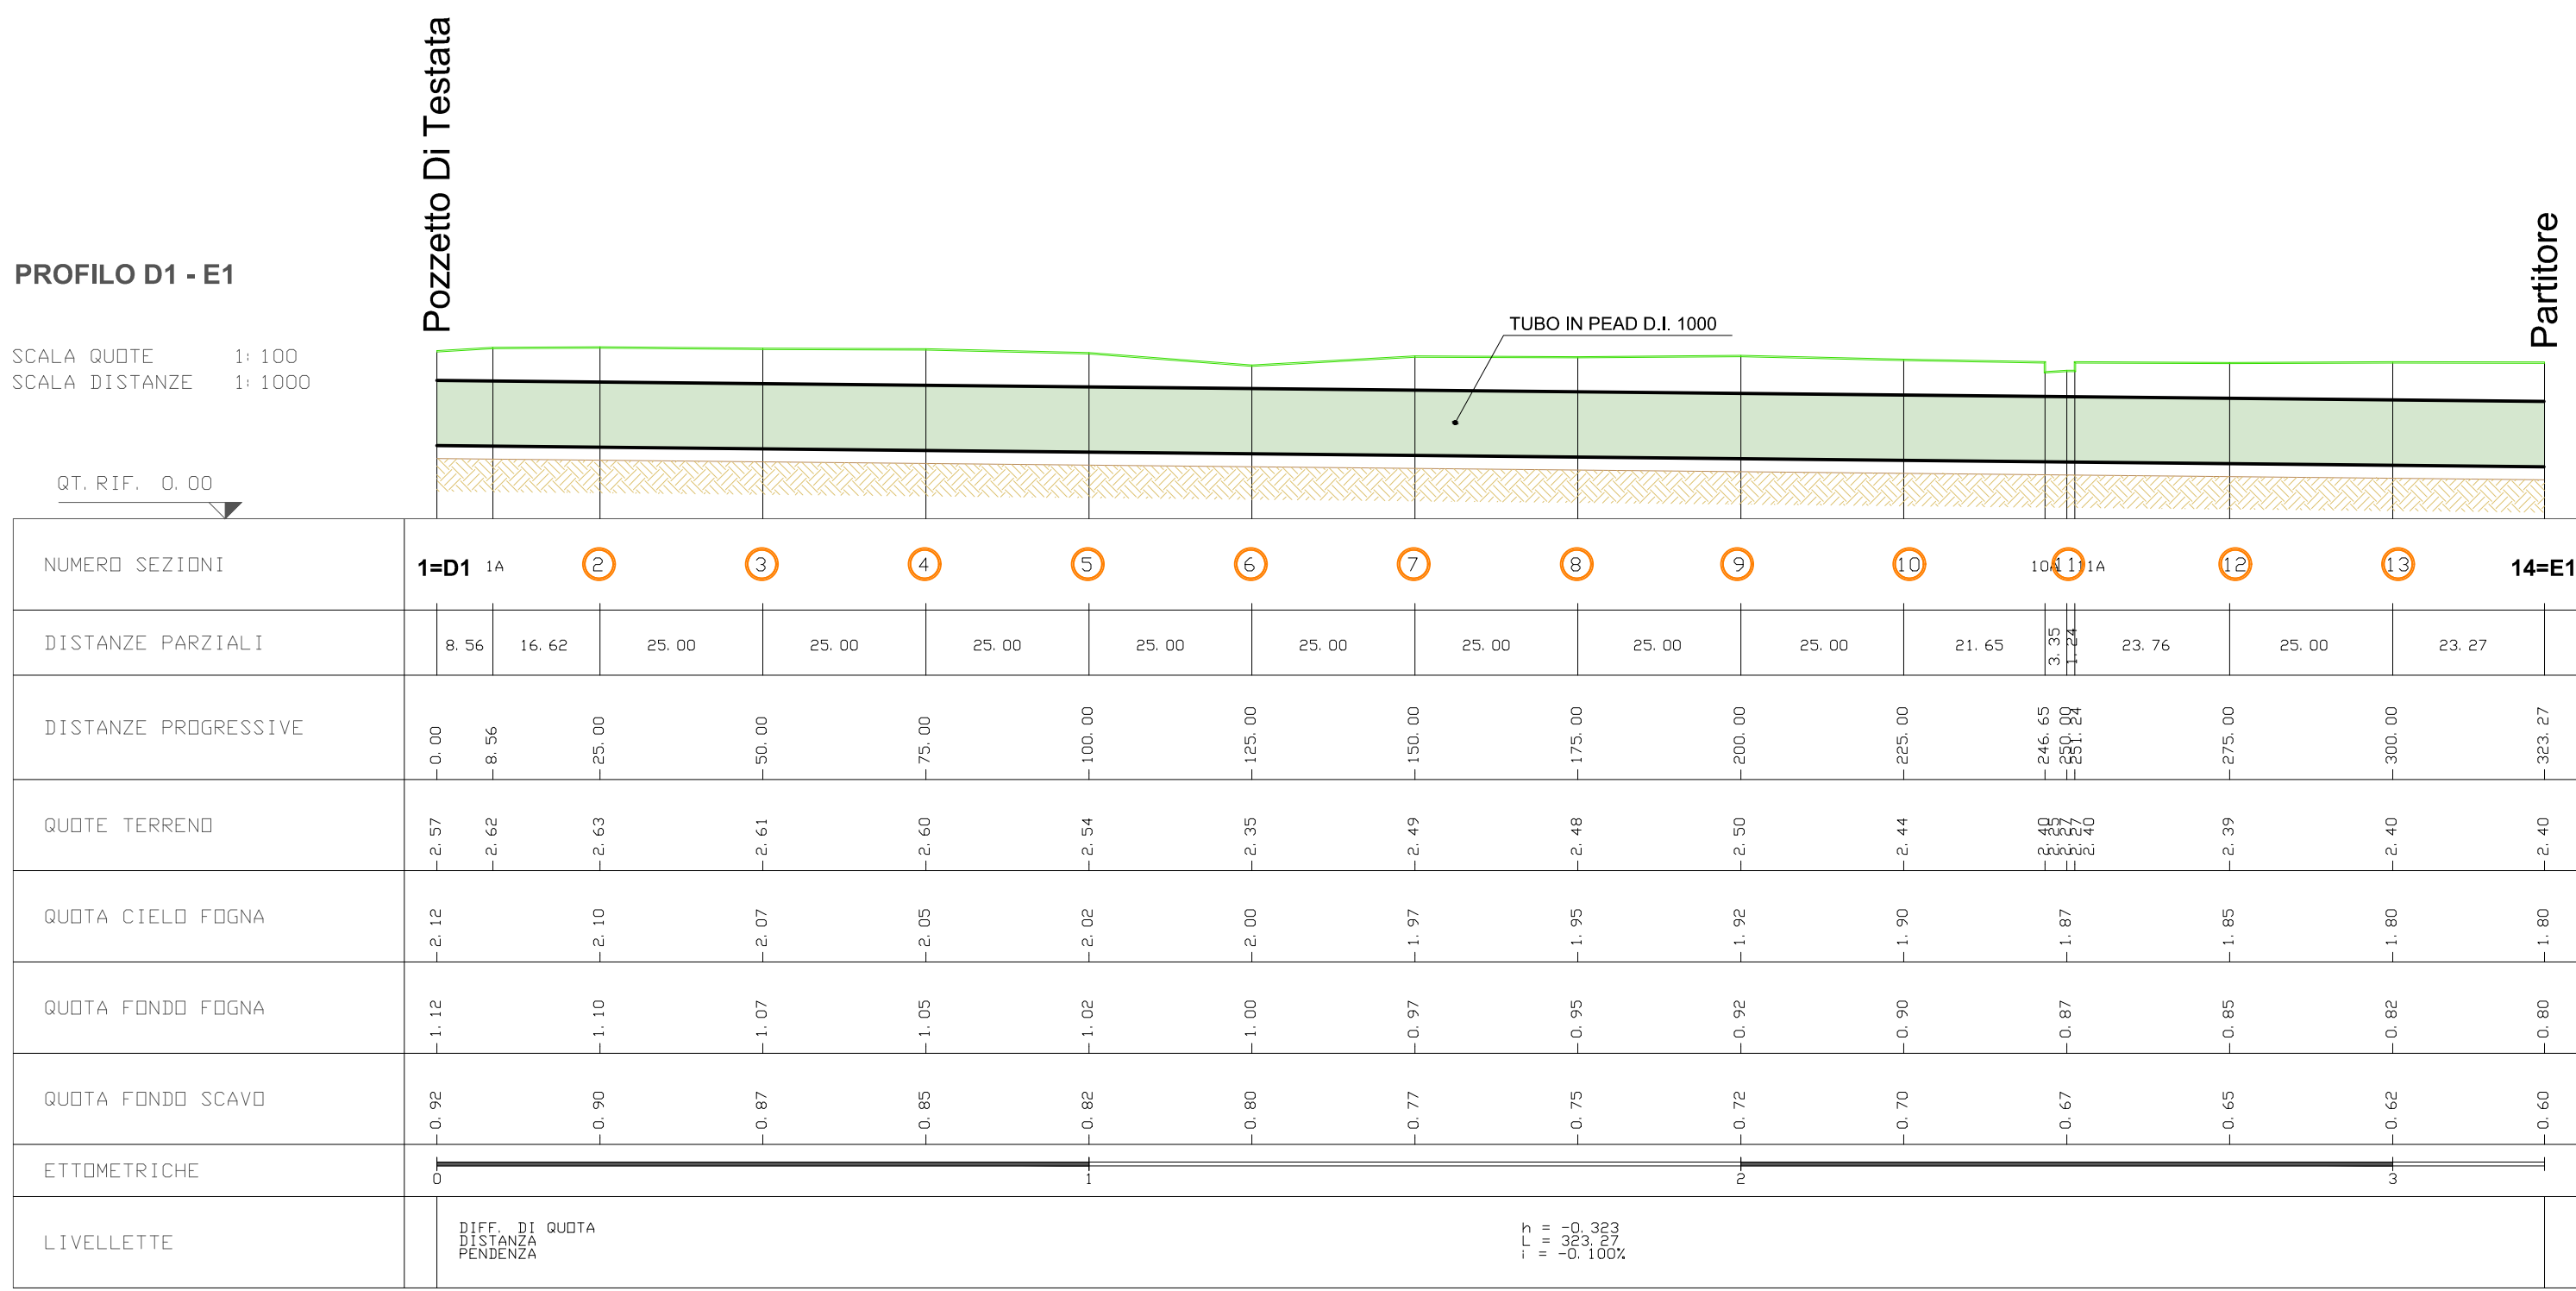 Pozzetto Di Testata
Partitore
PROFILO D1 - E1
TUBO IN PEAD D.I. 1000
SCALA QUOTE 1:100
SCALA DISTANZE 1:1000
QT.RIF. 0.00
NUMERO SEZIONI 1=D1 1A 2 3 4 5 6 7 8 9 10 10A 11 11A 12 13 14=E1
DISTANZE PARZIALI 8.56 16.62 25.00 25.00 25.00 25.00 25.00 25.00 25.00 25.00 21.65 3.35 1.24 23.76 25.00 23.27
DISTANZE PROGRESSIVE 0.00 8.56 25.00 50.00 75.00 100.00 125.00 150.00 175.00 200.00 225.00 246.65 250.00 251.24 275.00 300.00 323.27
QUOTE TERRENO 2.57 2.62 2.63 2.61 2.60 2.54 2.35 2.49 2.48 2.50 2.44 2.40 2.25 2.27 2.27 2.40 2.39 2.40 2.40
QUOTA CIELO FOGNA 2.12 2.10 2.07 2.05 2.02 2.00 1.97 1.95 1.92 1.90 1.87 1.85 1.80 1.80
QUOTA FONDO FOGNA 1.12 1.10 1.07 1.05 1.02 1.00 0.97 0.95 0.92 0.90 0.87 0.85 0.82 0.80
QUOTA FONDO SCAVO 0.92 0.90 0.87 0.85 0.82 0.80 0.77 0.75 0.72 0.70 0.67 0.65 0.62 0.60
ETTOMETRICHE 0 1 2 3
LIVELLETTE
DIFF. DI QUOTA h = -0.323
DISTANZA L = 323.27
PENDENZA i = -0.100%